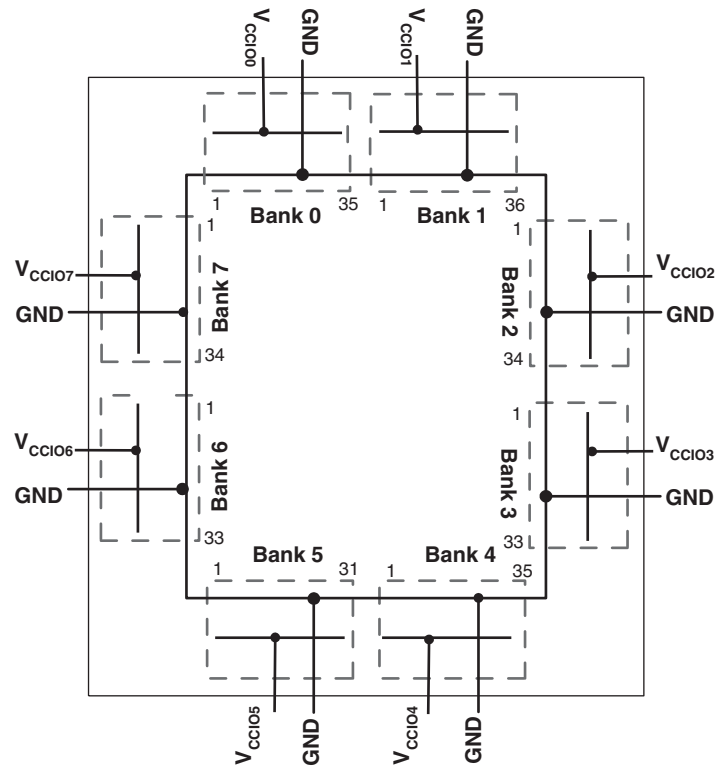 VCCIO0
GND
VCCIO1
GND
1
35
1
36
Bank 0
Bank 1
1
Bank 7
34
VCCIO7
GND
1
Bank 2
34
VCCIO2
GND
1
Bank 6
33
VCCIO6
GND
1
Bank 3
33
VCCIO3
GND
Bank 5
Bank 4
1
31
1
35
VCCIO5
GND
VCCIO4
GND